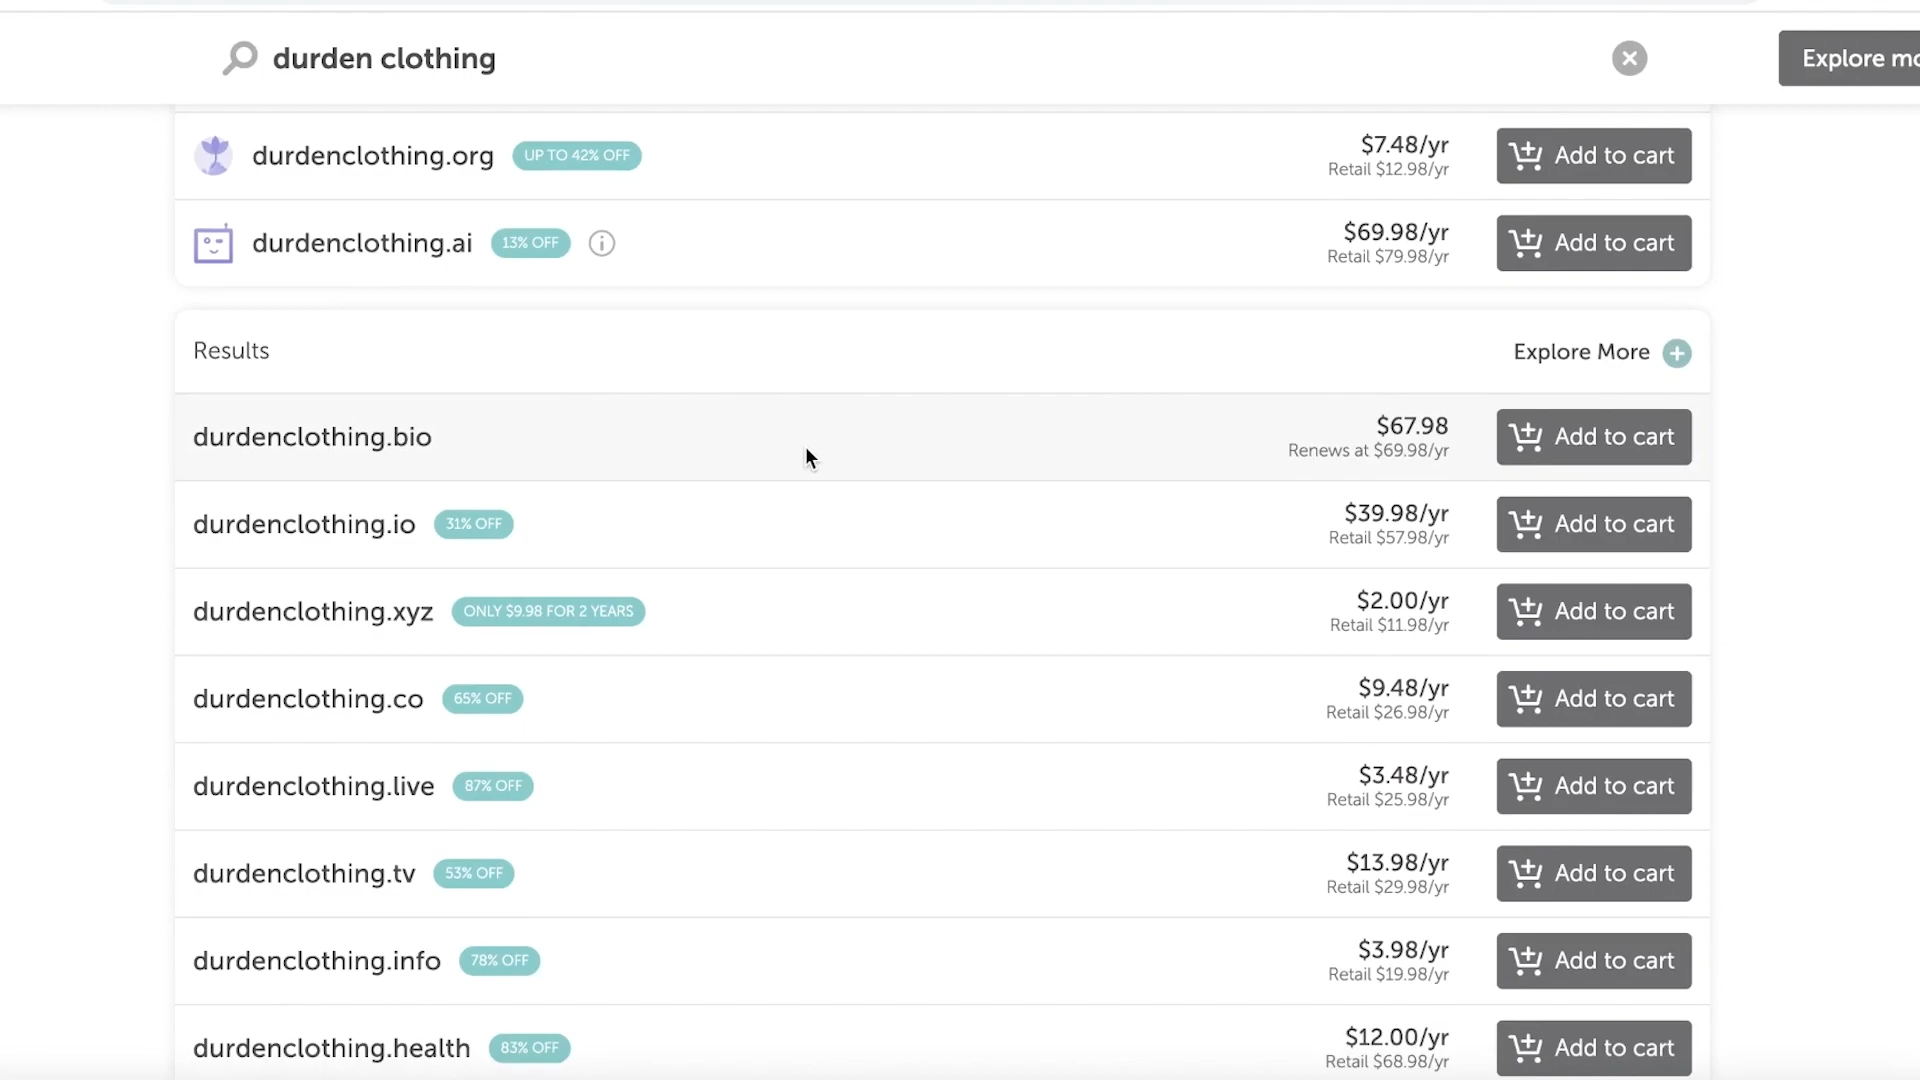 durden clothing
Explore mo
durdenclothing.org UP TO 42% OFF $7.48/yr Add to cart
Retail $12.98/yr
durdenclothing.ai 13% OFF $69.98/yr Add to cart
Retail $79.98/yr
Results Explore More
durdenclothing.bio $67.98 Add to cart
Renews at $69.98/yr
durdenclothing.io 31% OFF $39.98/yr Add to cart
Retail $57.98/yr
durdenclothing.xyz ONLY $9.98 FOR 2 YEARS $2.00/yr Add to cart
Retail $11.98/yr
durdenclothing.co 65% OFF $9.48/yr Add to cart
Retail $26.98/yr
durdenclothing.live 87% OFF $3.48/yr Add to cart
Retail $25.98/yr
durdenclothing.tv 53% OFF $13.98/yr Add to cart
Retail $29.98/yr
durdenclothing.info 78% OFF $3.98/yr Add to cart
Retail $19.98/yr
durdenclothing.health 83% OFF $12.00/yr Add to cart
Retail $68.98/yr